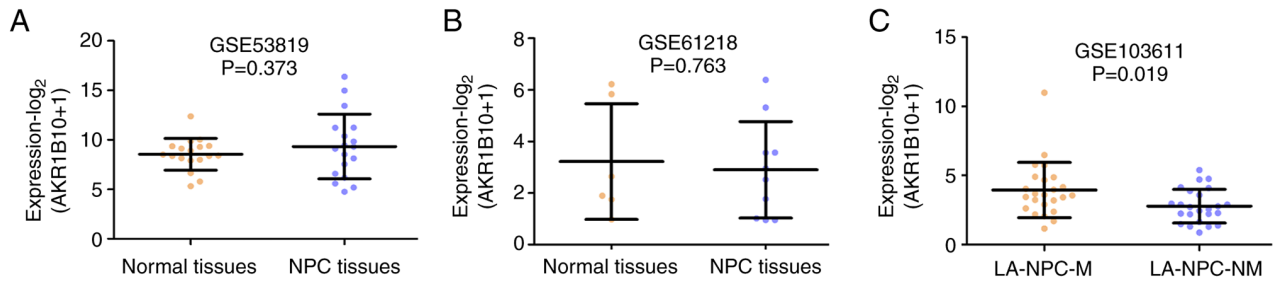 A
GSE53819
P=0.373
Expression-log2
(AKR1B10+1)
20
15
10
5
0
Normal tissues
NPC tissues
B
GSE61218
P=0.763
Expression-log2
(AKR1B10+1)
8
6
4
2
0
Normal tissues
NPC tissues
C
GSE103611
P=0.019
Expression-log2
(AKR1B10+1)
15
10
5
0
LA-NPC-M
LA-NPC-NM